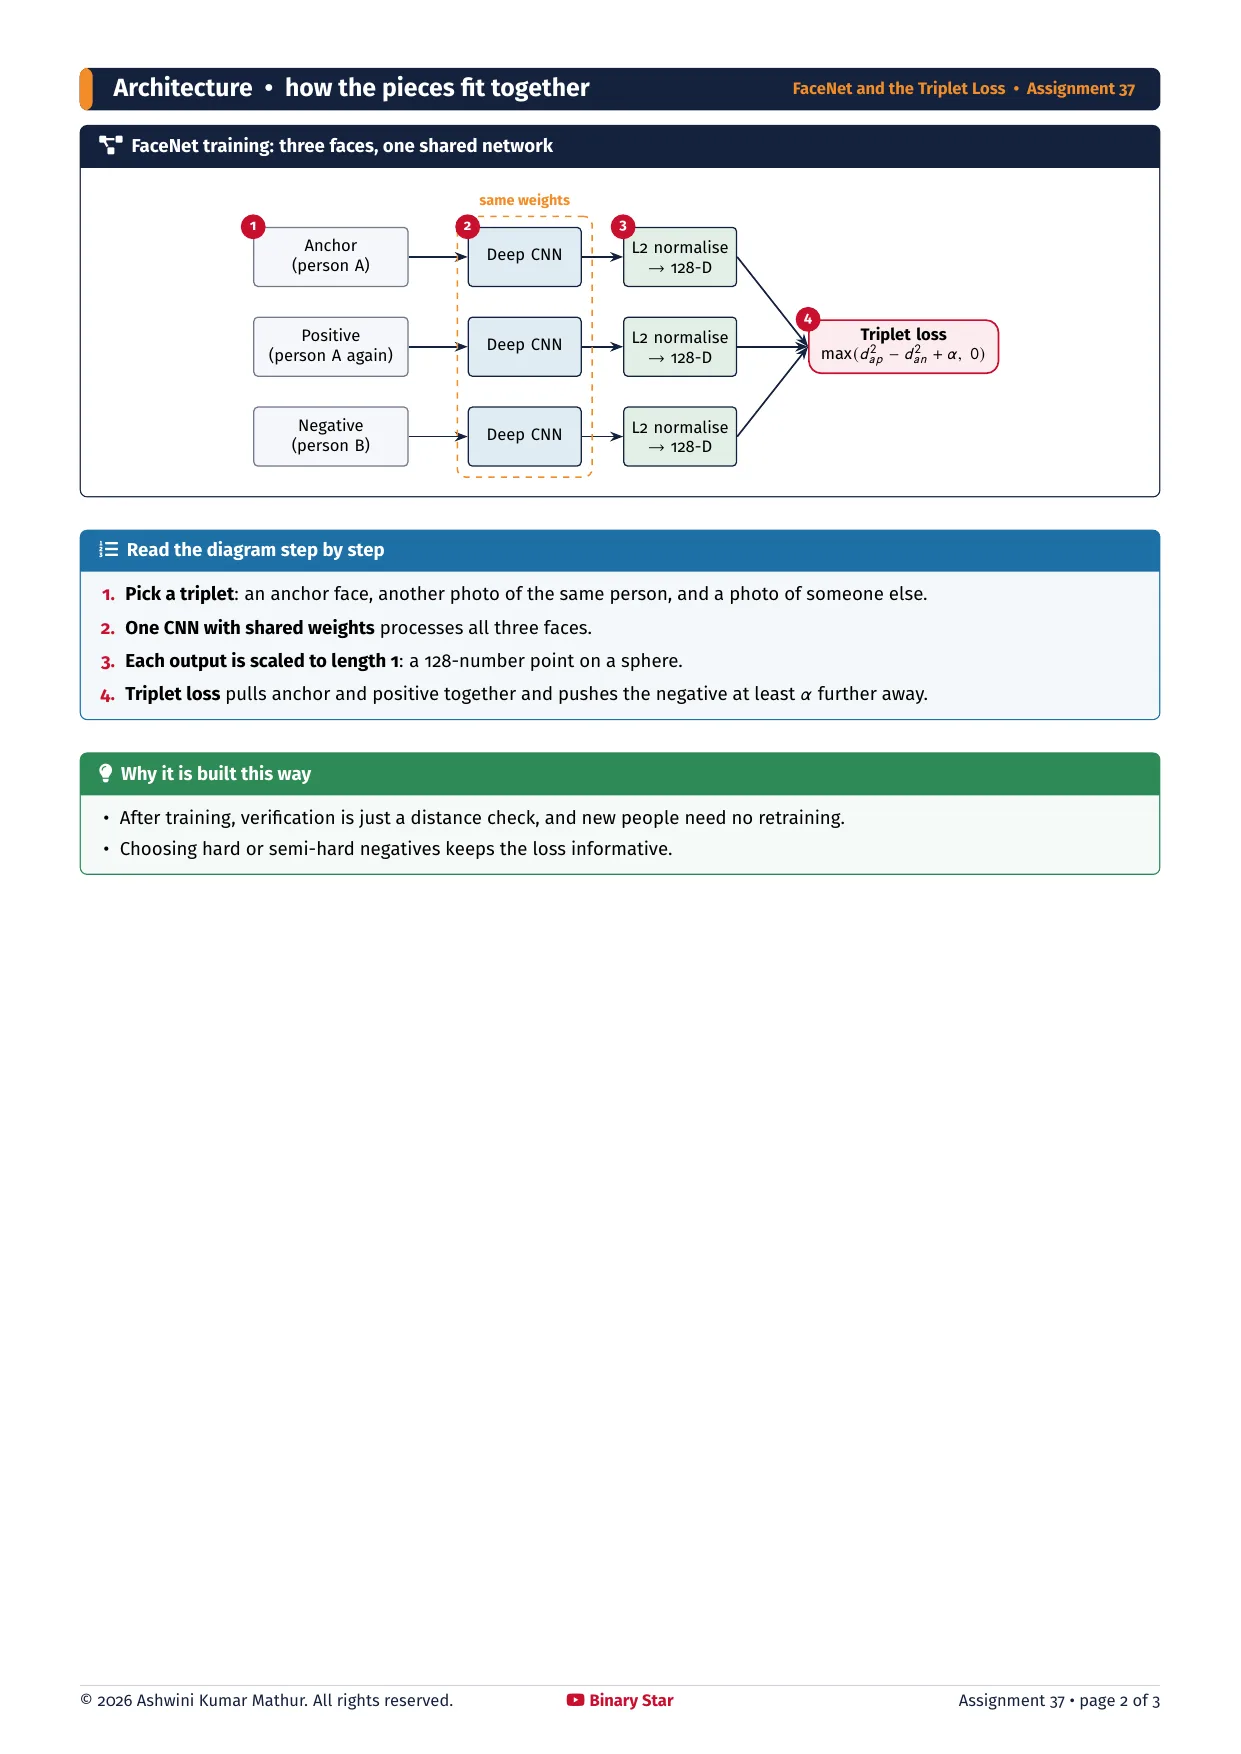 Architecture • how the pieces fit together
FaceNet and the Triplet Loss • Assignment 37
FaceNet training: three faces, one shared network
same weights
1
2
3
Anchor
(person A)
Deep CNN
L2 normalise
→ 128-D
Positive
(person A again)
Deep CNN
L2 normalise
→ 128-D
4
Triplet loss
max(d²ₐₚ − d²ₐₙ + α, 0)
Negative
(person B)
Deep CNN
L2 normalise
→ 128-D
Read the diagram step by step
1. Pick a triplet: an anchor face, another photo of the same person, and a photo of someone else.
2. One CNN with shared weights processes all three faces.
3. Each output is scaled to length 1: a 128-number point on a sphere.
4. Triplet loss pulls anchor and positive together and pushes the negative at least α further away.
Why it is built this way
• After training, verification is just a distance check, and new people need no retraining.
• Choosing hard or semi-hard negatives keeps the loss informative.
© 2026 Ashwini Kumar Mathur. All rights reserved.
Binary Star
Assignment 37 • page 2 of 3